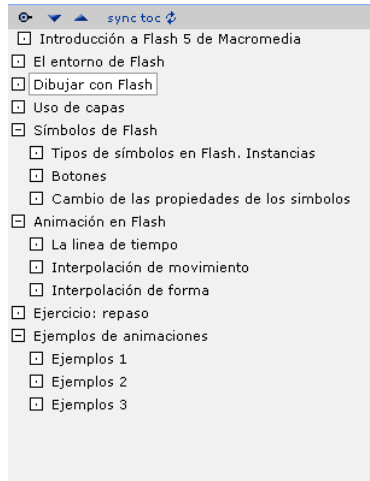 sync toc
Introducción a Flash 5 de Macromedia
El entorno de Flash
Dibujar con Flash
Uso de capas
Símbolos de Flash
Tipos de símbolos en Flash. Instancias
Botones
Cambio de las propiedades de los simbolos
Animación en Flash
La linea de tiempo
Interpolación de movimiento
Interpolación de forma
Ejercicio: repaso
Ejemplos de animaciones
Ejemplos 1
Ejemplos 2
Ejemplos 3